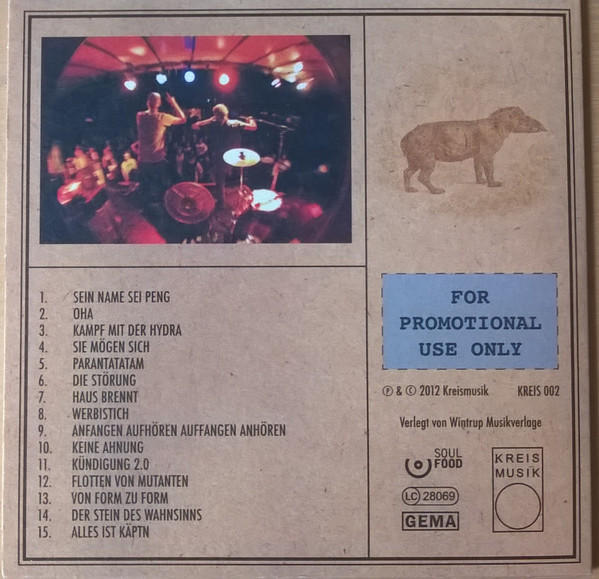 1. SEIN NAME SEI PENG
2. OHA
3. KAMPF MIT DER HYDRA
4. SIE MÖGEN SICH
5. PARANTATATAM
6. DIE STÖRUNG
7. HAUS BRENNT
8. WERBISTICH
9. ANFANGEN AUFHÖREN AUFFANGEN ANHÖREN
10. KEINE AHNUNG
11. KÜNDIGUNG 2.0
12. FLOTTEN VON MUTANTEN
13. VON FORM ZU FORM
14. DER STEIN DES WAHNSINNS
15. ALLES IST KÄPTN
FOR
PROMOTIONAL
USE ONLY
℗ & © 2012 Kreismusik KREIS 002
Verlegt von Wintrup Musikverlage
SOUL
FOOD
LC 28069
GEMA
KREIS
MUSIK